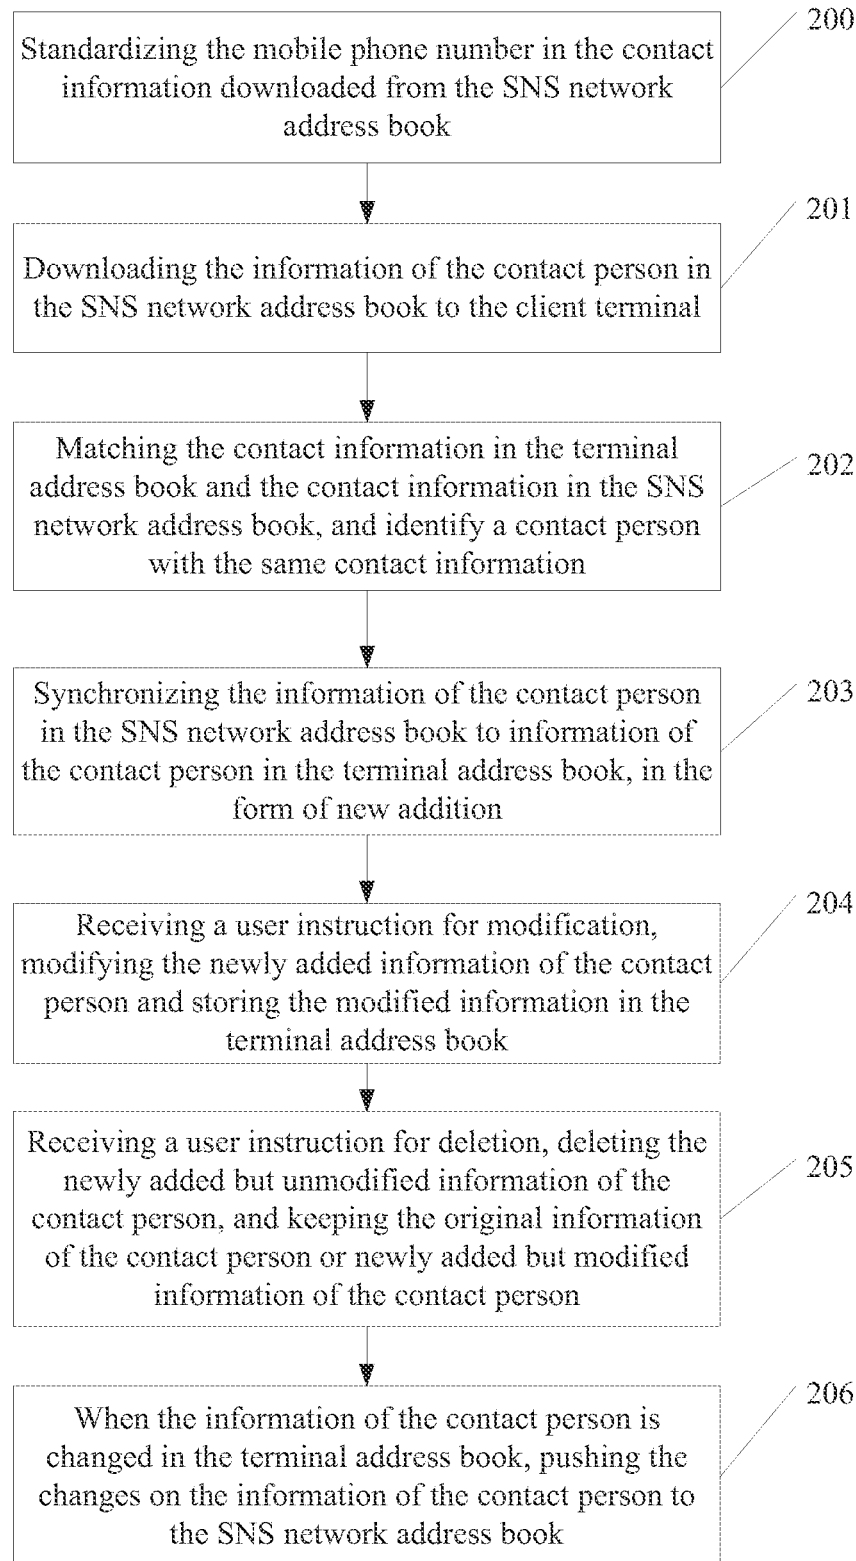 200
Standardizing the mobile phone number in the contact
information downloaded from the SNS network
address book
201
Downloading the information of the contact person in
the SNS network address book to the client terminal
202
Matching the contact information in the terminal
address book and the contact information in the SNS
network address book, and identify a contact person
with the same contact information
203
Synchronizing the information of the contact person
in the SNS network address book to information of
the contact person in the terminal address book, in the
form of new addition
204
Receiving a user instruction for modification,
modifying the newly added information of the contact
person and storing the modified information in the
terminal address book
205
Receiving a user instruction for deletion, deleting the
newly added but unmodified information of the
contact person, and keeping the original information
of the contact person or newly added but modified
information of the contact person
206
When the information of the contact person is
changed in the terminal address book, pushing the
changes on the information of the contact person to
the SNS network address book